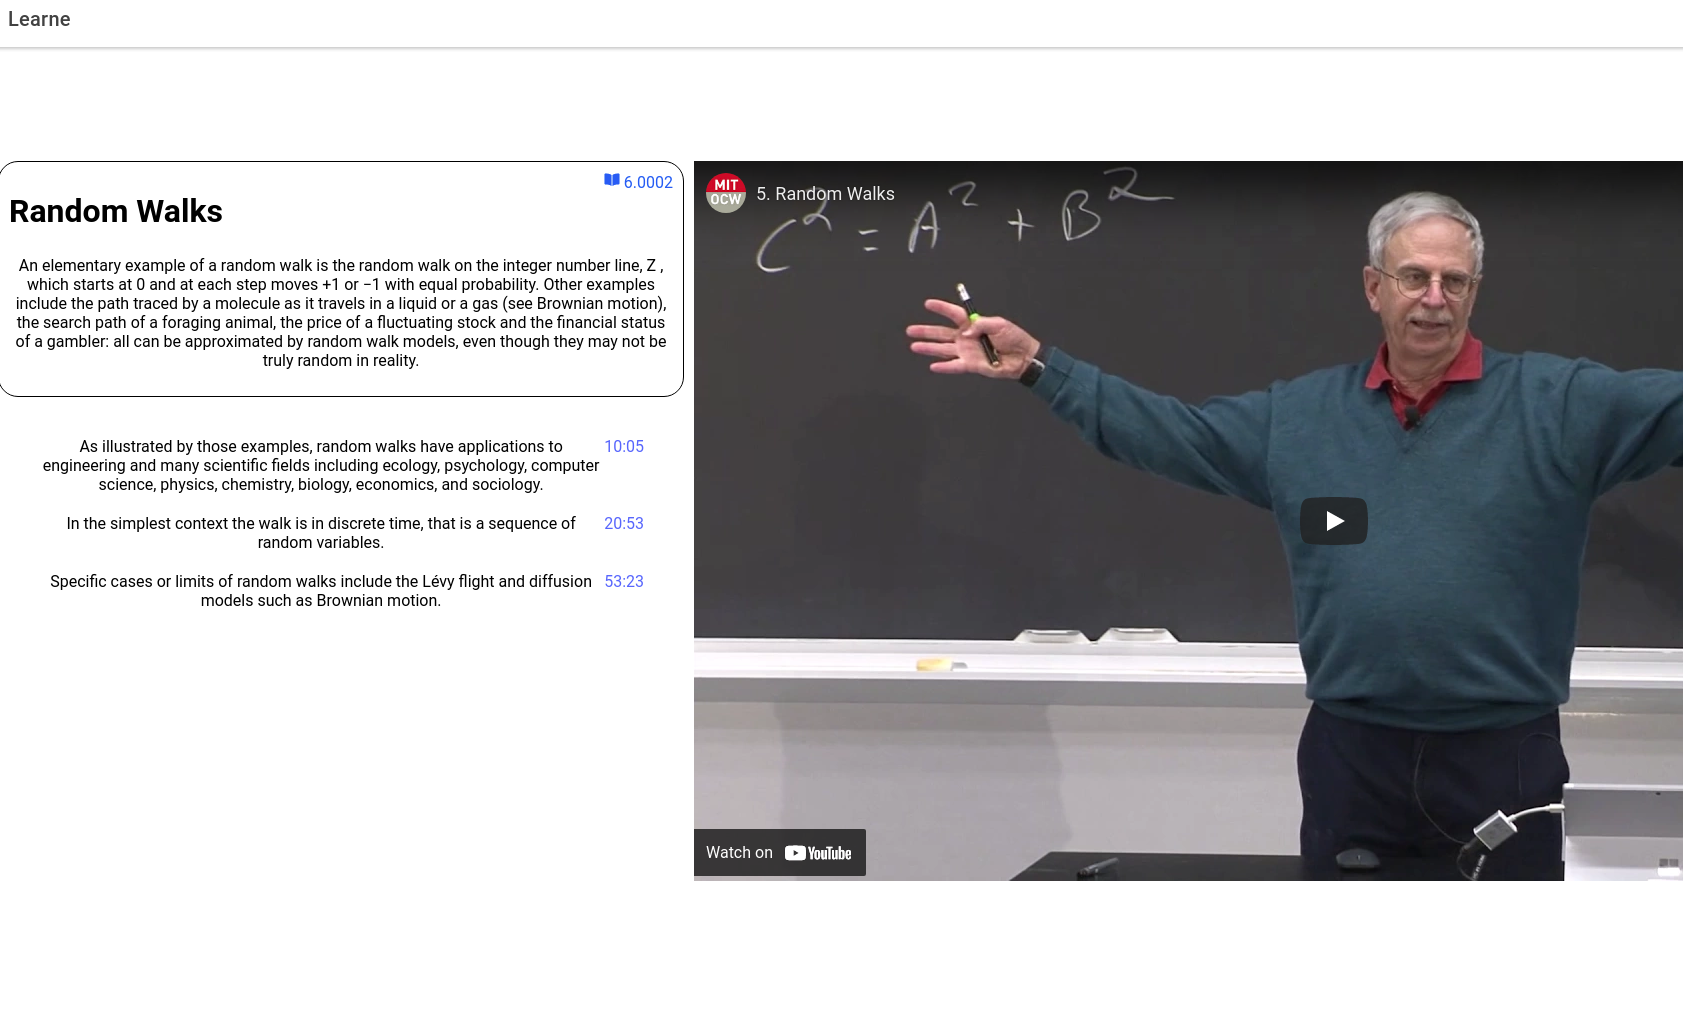 Learne
6.0002
Random Walks
An elementary example of a random walk is the random walk on the integer number line, Z ,
which starts at 0 and at each step moves +1 or −1 with equal probability. Other examples
include the path traced by a molecule as it travels in a liquid or a gas (see Brownian motion),
the search path of a foraging animal, the price of a fluctuating stock and the financial status
of a gambler: all can be approximated by random walk models, even though they may not be
truly random in reality.
As illustrated by those examples, random walks have applications to 10:05
engineering and many scientific fields including ecology, psychology, computer
science, physics, chemistry, biology, economics, and sociology.
In the simplest context the walk is in discrete time, that is a sequence of 20:53
random variables.
Specific cases or limits of random walks include the Lévy flight and diffusion 53:23
models such as Brownian motion.
MIT
OCW
5. Random Walks
C² = A² + B²
Watch on YouTube